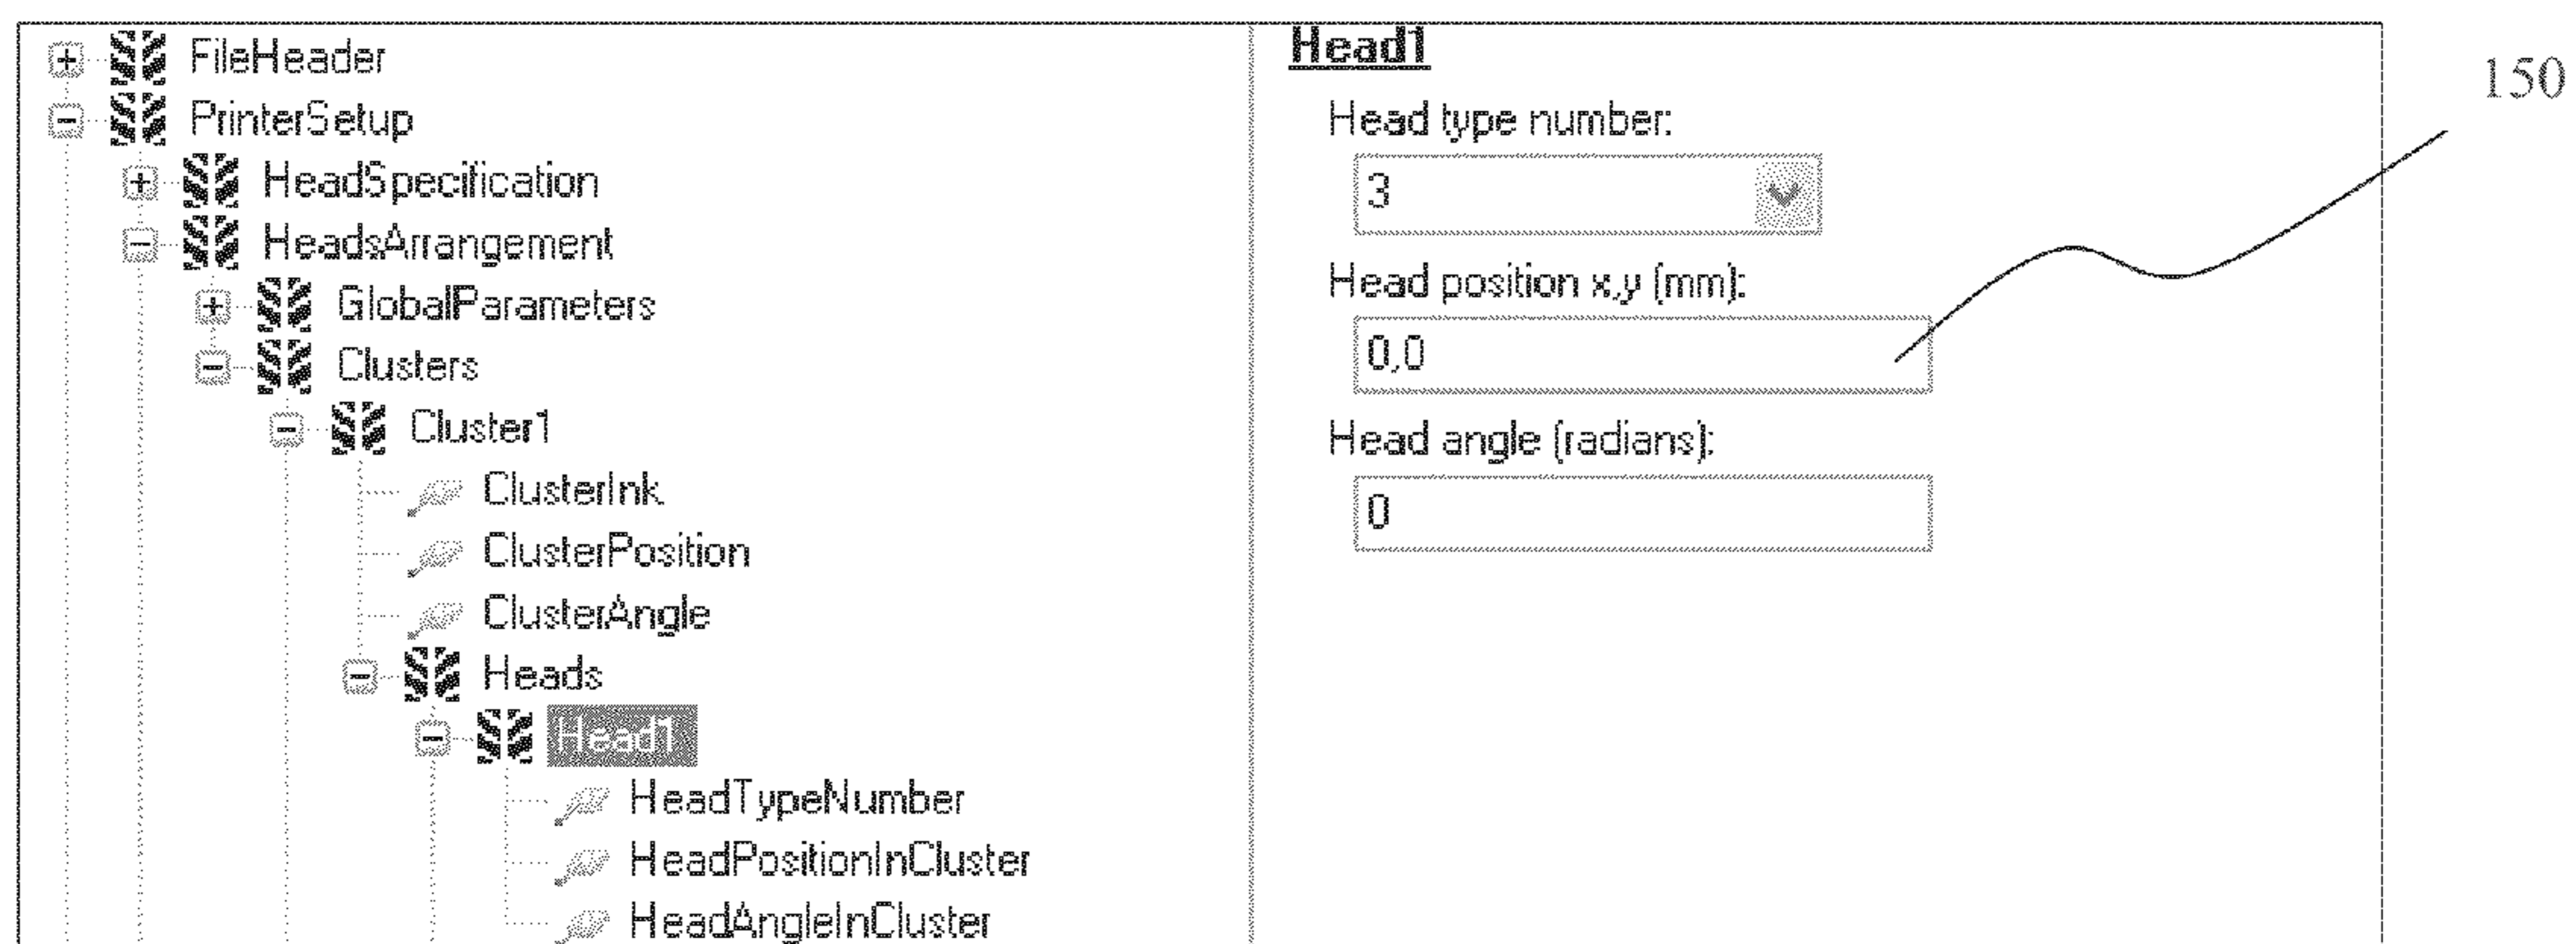 FileHeader
PrinterSetup
HeadSpecification
HeadsArrangement
GlobalParameters
Clusters
Cluster1
ClusterInk
ClusterPosition
ClusterAngle
Heads
Head1
HeadTypeNumber
HeadPositionInCluster
HeadAngleInCluster
Head1
Head type number:
3
Head position x,y (mm):
0,0
Head angle (radians):
0
150